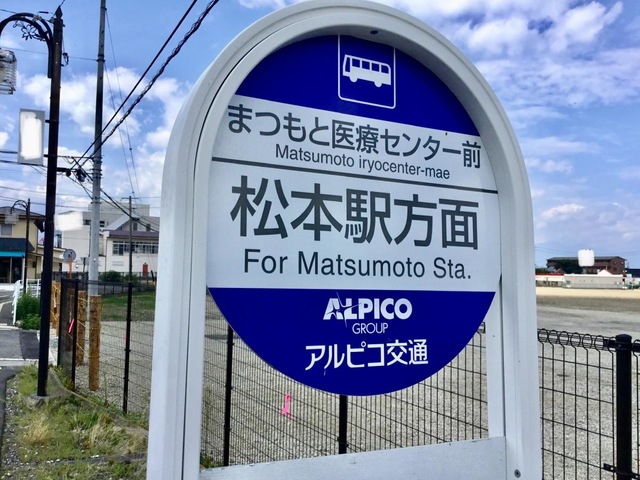 まつもと医療センター前
Matsumoto iryocenter-mae
松本駅方面
For Matsumoto Sta.
ALPICO
GROUP
アルピコ交通